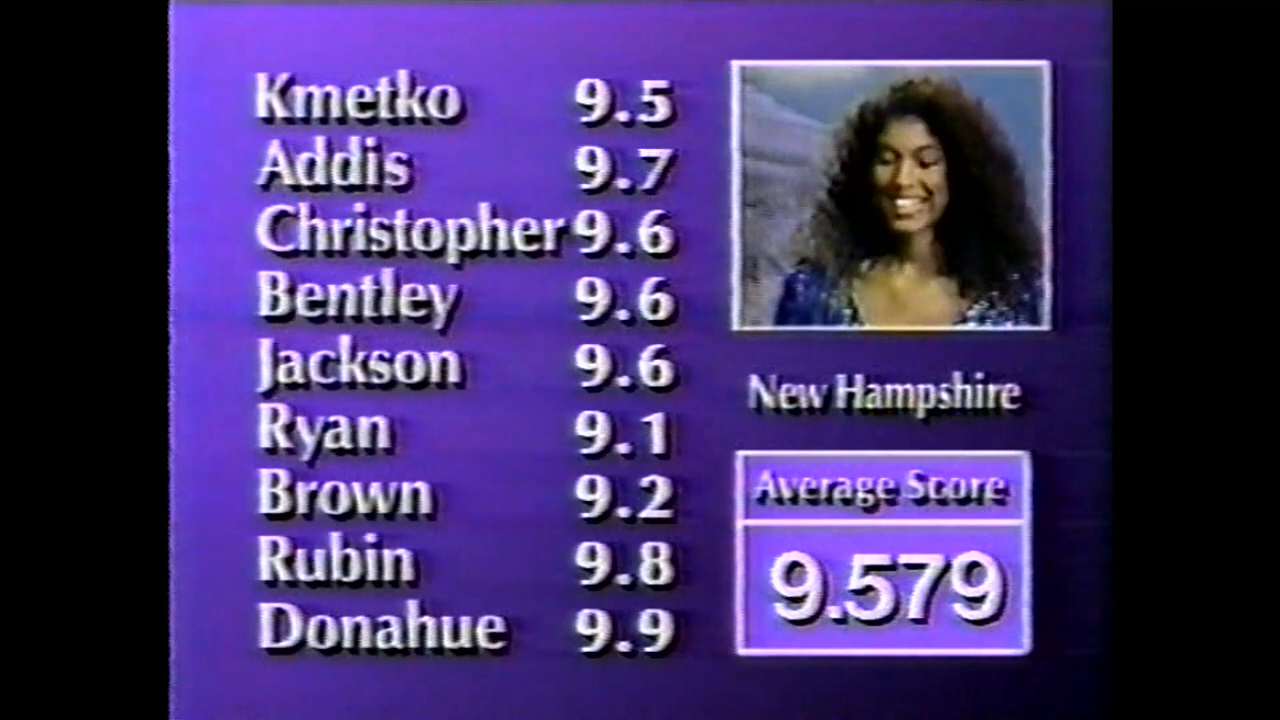 Kmetko 9.5
Addis 9.7
Christopher 9.6
Bentley 9.6
Jackson 9.6
Ryan 9.1
Brown 9.2
Rubin 9.8
Donahue 9.9
New Hampshire
Average Score
9.579